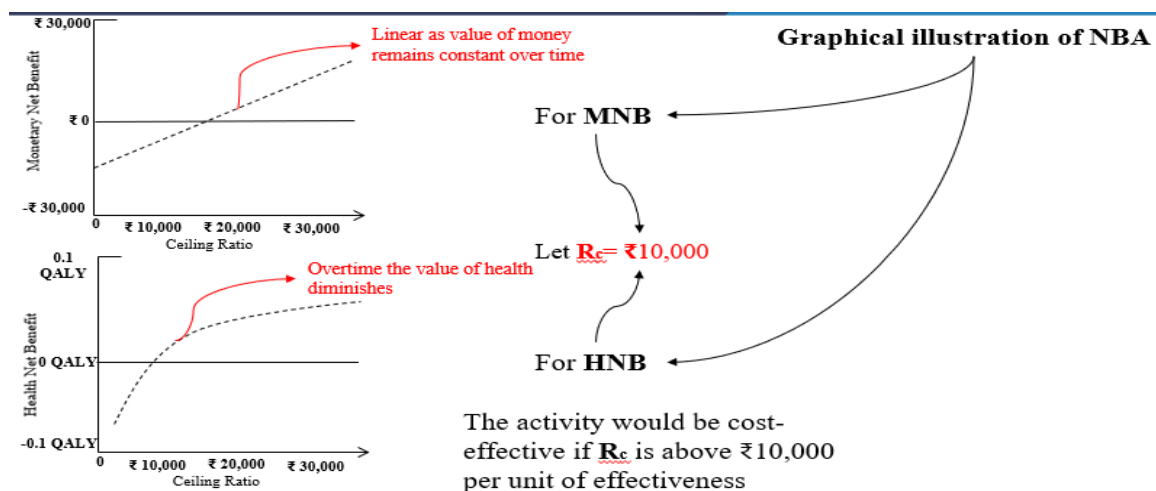 Graphical illustration of NBA
₹ 30,000
₹ 0
-₹ 30,000
Monetary Net Benefit
0 ₹ 10,000 ₹ 20,000 ₹ 30,000
Ceiling Ratio
Linear as value of money
remains constant over time
For MNB
Let Rc= ₹10,000
For HNB
0.1
QALY
0 QALY
-0.1 QALY
Health Net Benefit
0 ₹ 10,000 ₹ 20,000 ₹ 30,000
Ceiling Ratio
Overtime the value of health
diminishes
The activity would be cost-
effective if Rc is above ₹10,000
per unit of effectiveness